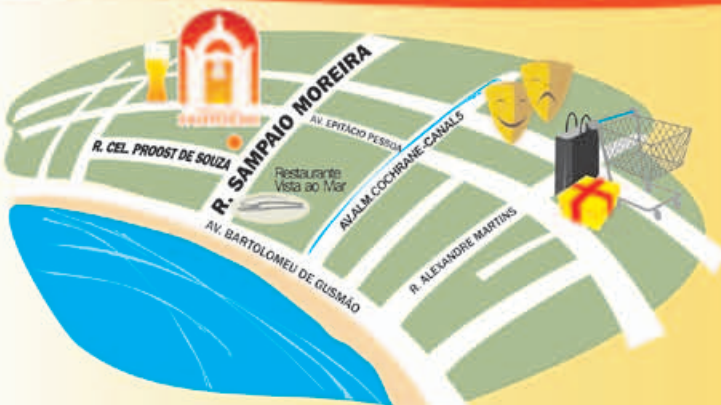 R. SAMPAIO MOREIRA
AV. EPITÁCIO PESSOA
R. CEL. PROOST DE SOUZA
Restaurante
Vista ao Mar
AV.ALM.COCHRANE-CANAL5
AV. BARTOLOMEU DE GUSMÃO
R. ALEXANDRE MARTINS